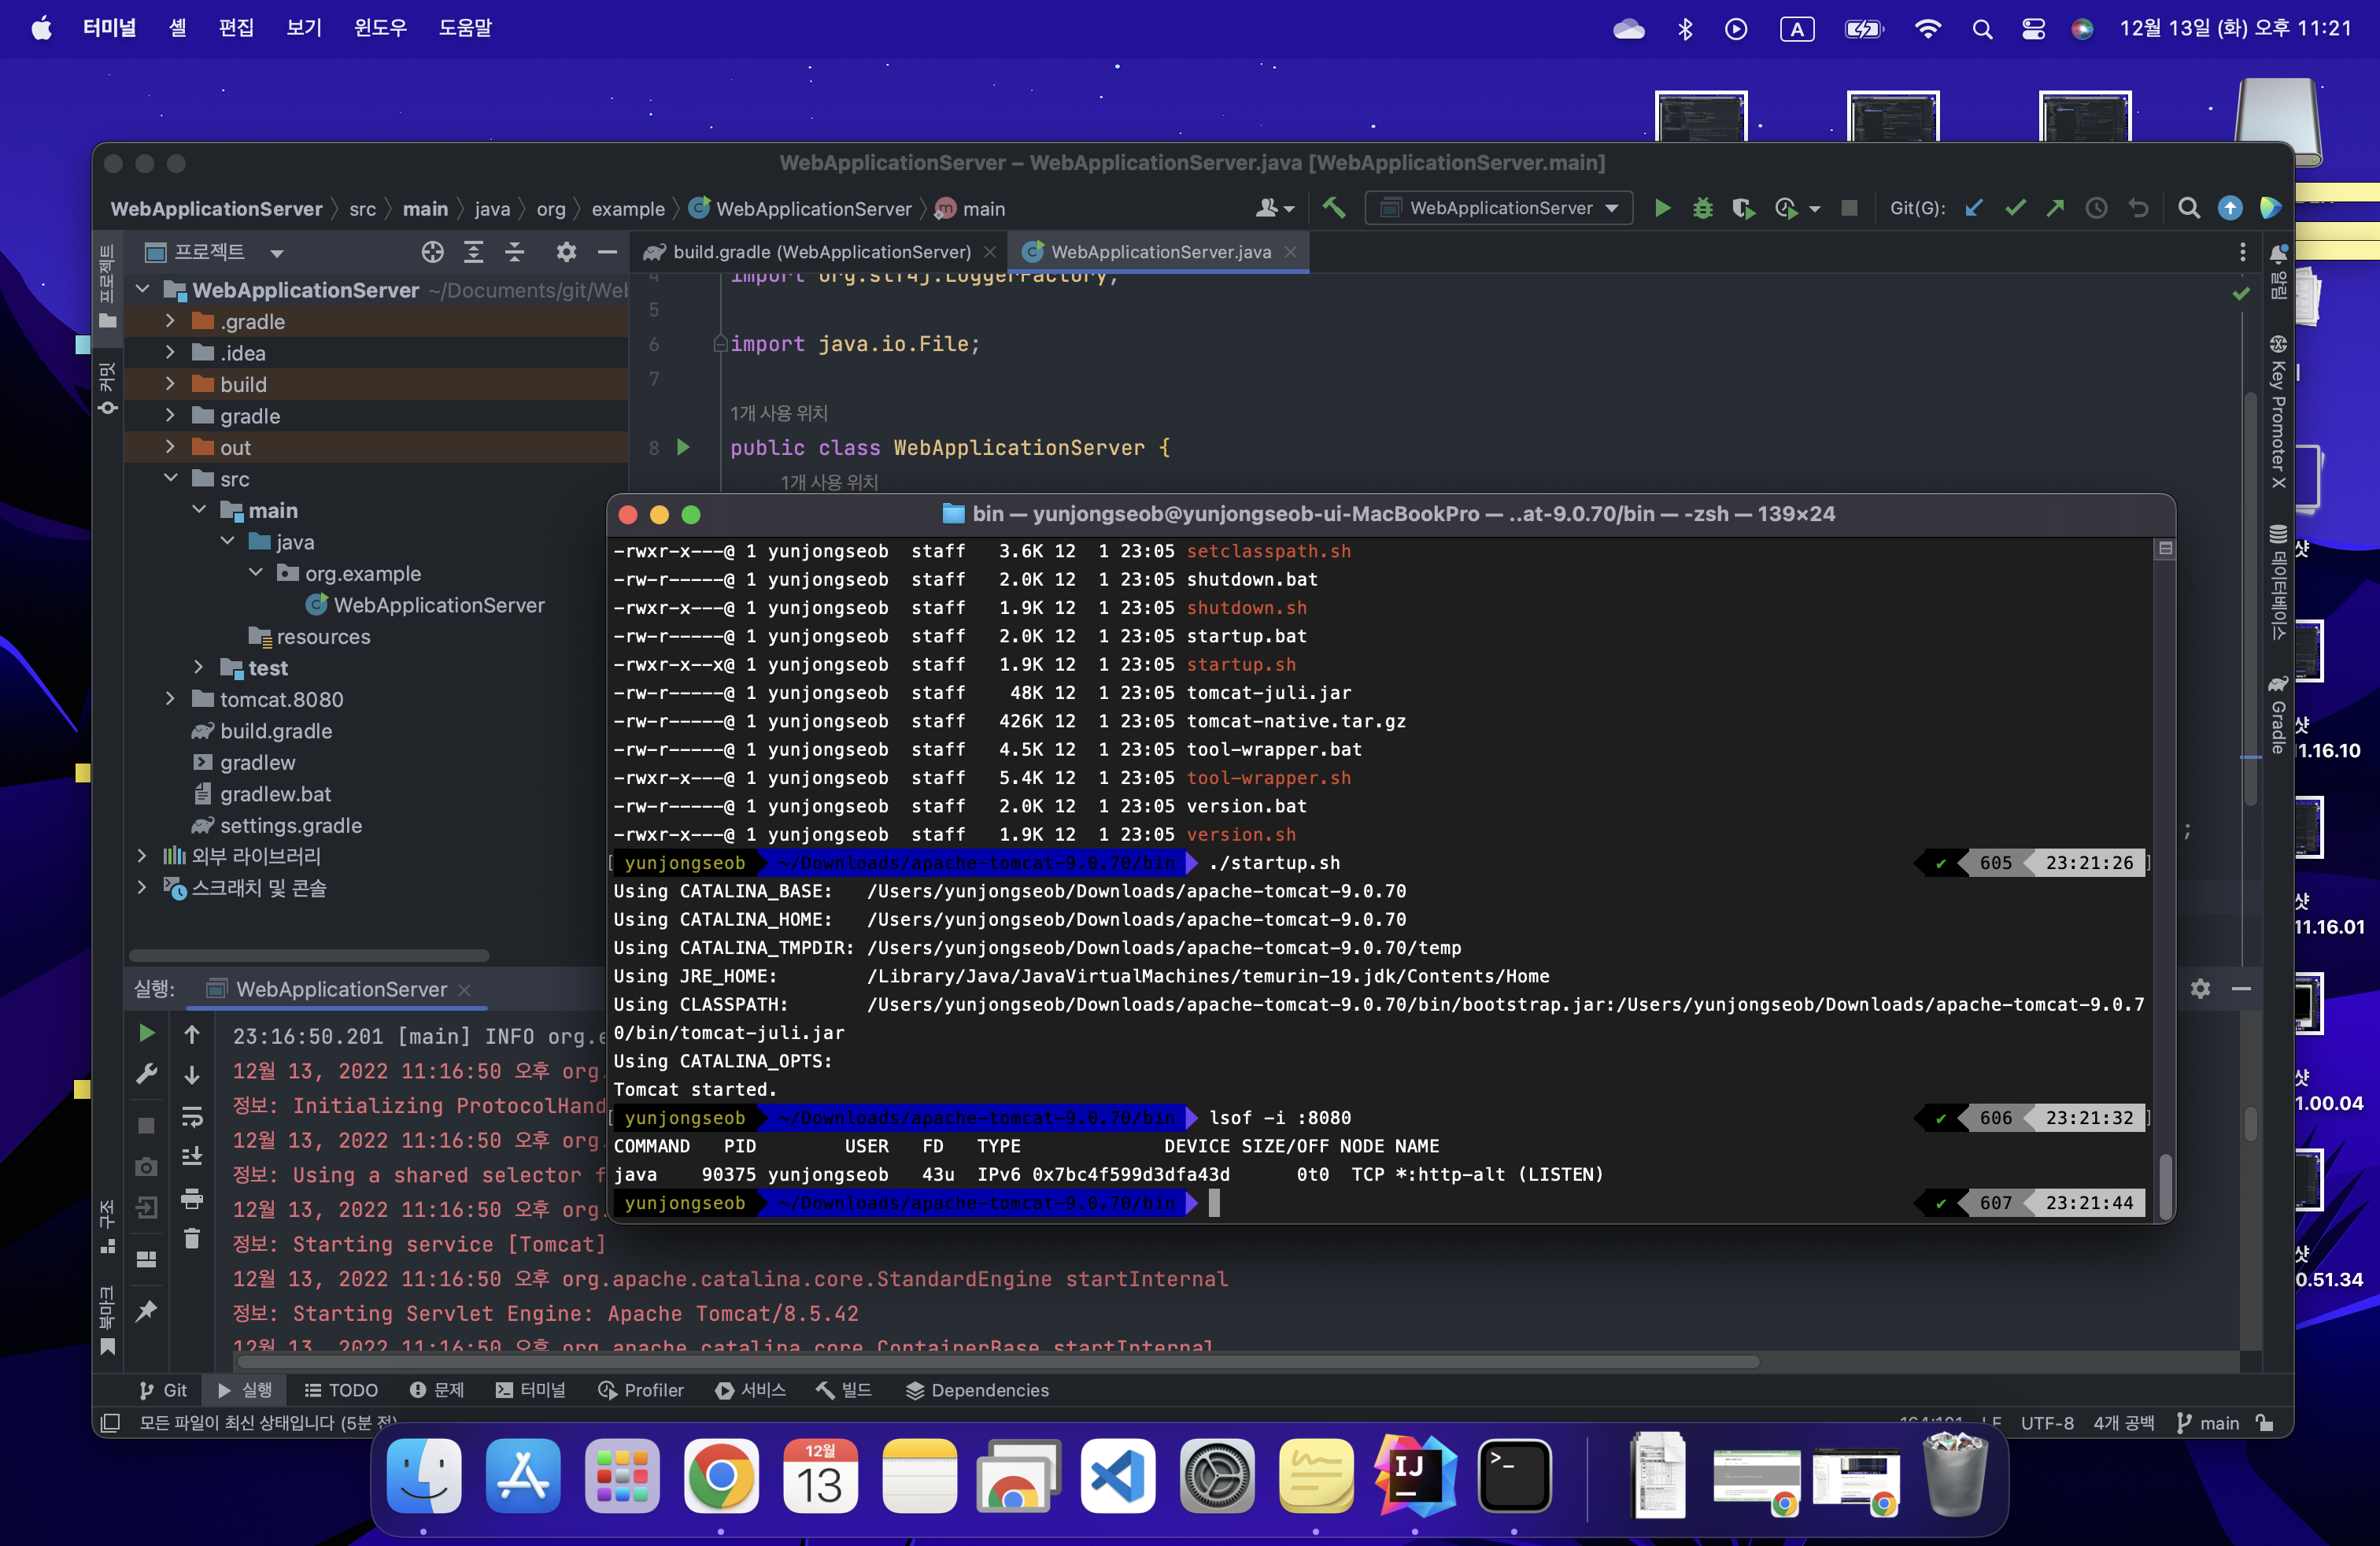 터미널 셸 편집 보기 윈도우 도움말
A 12월 13일 (화) 오후 11:21
WebApplicationServer – WebApplicationServer.java [WebApplicationServer.main]
WebApplicationServer src main java org example WebApplicationServer main
WebApplicationServer Git(G):
프로젝트
build.gradle (WebApplicationServer) WebApplicationServer.java
프로젝트
커밋
구조
북마크
알림
Key Promoter X
데이터베이스
Gradle
WebApplicationServer ~/Documents/git/Web
.gradle
.idea
build
gradle
out
src
main
java
org.example
WebApplicationServer
resources
test
tomcat.8080
build.gradle
gradlew
gradlew.bat
settings.gradle
외부 라이브러리
스크래치 및 콘솔
4 import org.slf4j.LoggerFactory;
5
6 import java.io.File;
7
1개 사용 위치
8 public class WebApplicationServer {
1개 사용 위치
;
bin — yunjongseob@yunjongseob-ui-MacBookPro — ..at-9.0.70/bin — -zsh — 139×24
-rwxr-x---@ 1 yunjongseob  staff   3.6K 12  1 23:05 setclasspath.sh
-rw-r-----@ 1 yunjongseob  staff   2.0K 12  1 23:05 shutdown.bat
-rwxr-x---@ 1 yunjongseob  staff   1.9K 12  1 23:05 shutdown.sh
-rw-r-----@ 1 yunjongseob  staff   2.0K 12  1 23:05 startup.bat
-rwxr-x--x@ 1 yunjongseob  staff   1.9K 12  1 23:05 startup.sh
-rw-r-----@ 1 yunjongseob  staff    48K 12  1 23:05 tomcat-juli.jar
-rw-r-----@ 1 yunjongseob  staff   426K 12  1 23:05 tomcat-native.tar.gz
-rw-r-----@ 1 yunjongseob  staff   4.5K 12  1 23:05 tool-wrapper.bat
-rwxr-x---@ 1 yunjongseob  staff   5.4K 12  1 23:05 tool-wrapper.sh
-rw-r-----@ 1 yunjongseob  staff   2.0K 12  1 23:05 version.bat
-rwxr-x---@ 1 yunjongseob  staff   1.9K 12  1 23:05 version.sh
yunjongseob ~/Downloads/apache-tomcat-9.0.70/bin ./startup.sh ✔ 605 23:21:26
Using CATALINA_BASE:   /Users/yunjongseob/Downloads/apache-tomcat-9.0.70
Using CATALINA_HOME:   /Users/yunjongseob/Downloads/apache-tomcat-9.0.70
Using CATALINA_TMPDIR: /Users/yunjongseob/Downloads/apache-tomcat-9.0.70/temp
Using JRE_HOME:        /Library/Java/JavaVirtualMachines/temurin-19.jdk/Contents/Home
Using CLASSPATH:       /Users/yunjongseob/Downloads/apache-tomcat-9.0.70/bin/bootstrap.jar:/Users/yunjongseob/Downloads/apache-tomcat-9.0.7
0/bin/tomcat-juli.jar
Using CATALINA_OPTS:
Tomcat started.
yunjongseob ~/Downloads/apache-tomcat-9.0.70/bin lsof -i :8080 ✔ 606 23:21:32
COMMAND   PID        USER   FD   TYPE             DEVICE SIZE/OFF NODE NAME
java    90375 yunjongseob   43u  IPv6 0x7bc4f599d3dfa43d      0t0  TCP *:http-alt (LISTEN)
yunjongseob ~/Downloads/apache-tomcat-9.0.70/bin ✔ 607 23:21:44
실행: WebApplicationServer
23:16:50.201 [main] INFO org.e
12월 13, 2022 11:16:50 오후 org.
정보: Initializing ProtocolHand
12월 13, 2022 11:16:50 오후 org.
정보: Using a shared selector f
12월 13, 2022 11:16:50 오후 org.
정보: Starting service [Tomcat]
12월 13, 2022 11:16:50 오후 org.apache.catalina.core.StandardEngine startInternal
정보: Starting Servlet Engine: Apache Tomcat/8.5.42
12월 13, 2022 11:16:50 오후 org.apache.catalina.core.ContainerBase startInternal
Git 실행 TODO 문제 터미널 Profiler 서비스 빌드 Dependencies
모든 파일이 최신 상태입니다 (5분 전) LF UTF-8 4개 공백 main
샷
샷
11.16.10
샷
11.16.01
샷
1.00.04
샷
0.51.34
12월
13
IJ
>_